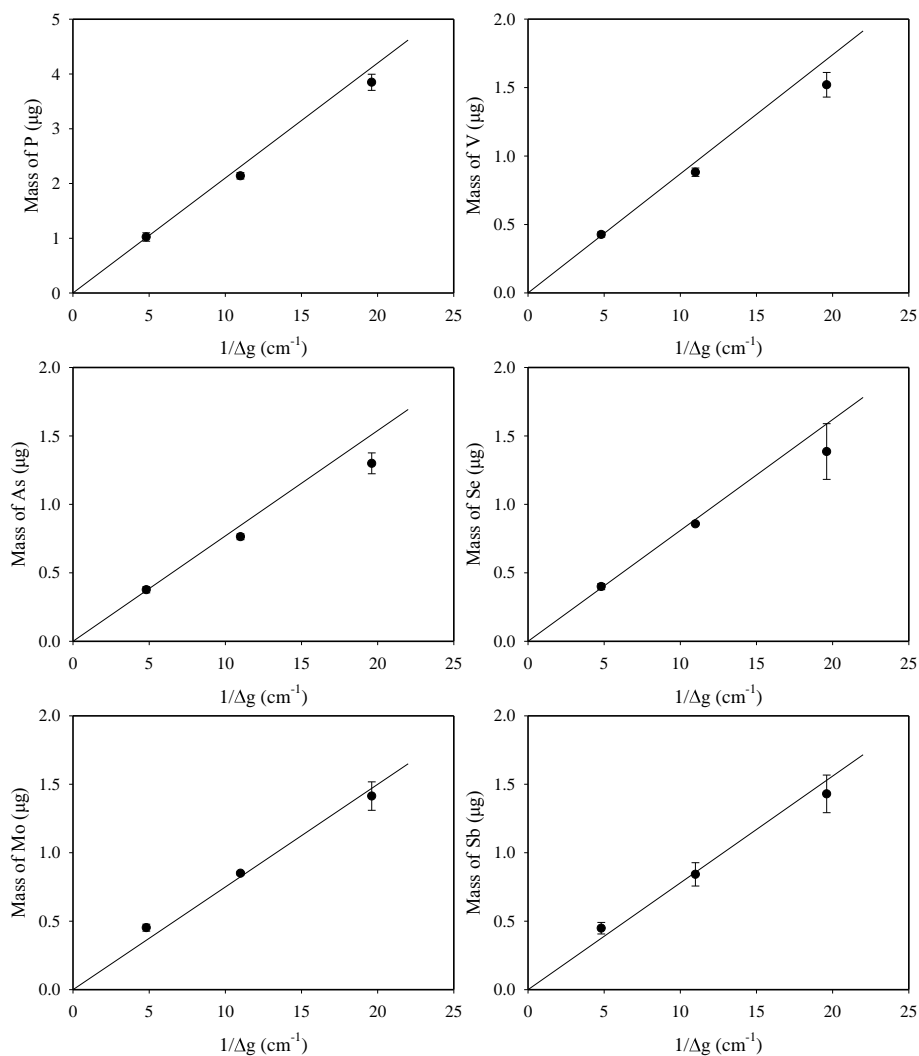 5
4
3
2
1
0
Mass of P (µg)
0 5 10 15 20 25
1/Δg (cm⁻¹)
2.0
1.5
1.0
0.5
0.0
Mass of V (µg)
0 5 10 15 20 25
1/Δg (cm⁻¹)
2.0
1.5
1.0
0.5
0.0
Mass of As (µg)
0 5 10 15 20 25
1/Δg (cm⁻¹)
2.0
1.5
1.0
0.5
0.0
Mass of Se (µg)
0 5 10 15 20 25
1/Δg (cm⁻¹)
2.0
1.5
1.0
0.5
0.0
Mass of Mo (µg)
0 5 10 15 20 25
1/Δg (cm⁻¹)
2.0
1.5
1.0
0.5
0.0
Mass of Sb (µg)
0 5 10 15 20 25
1/Δg (cm⁻¹)